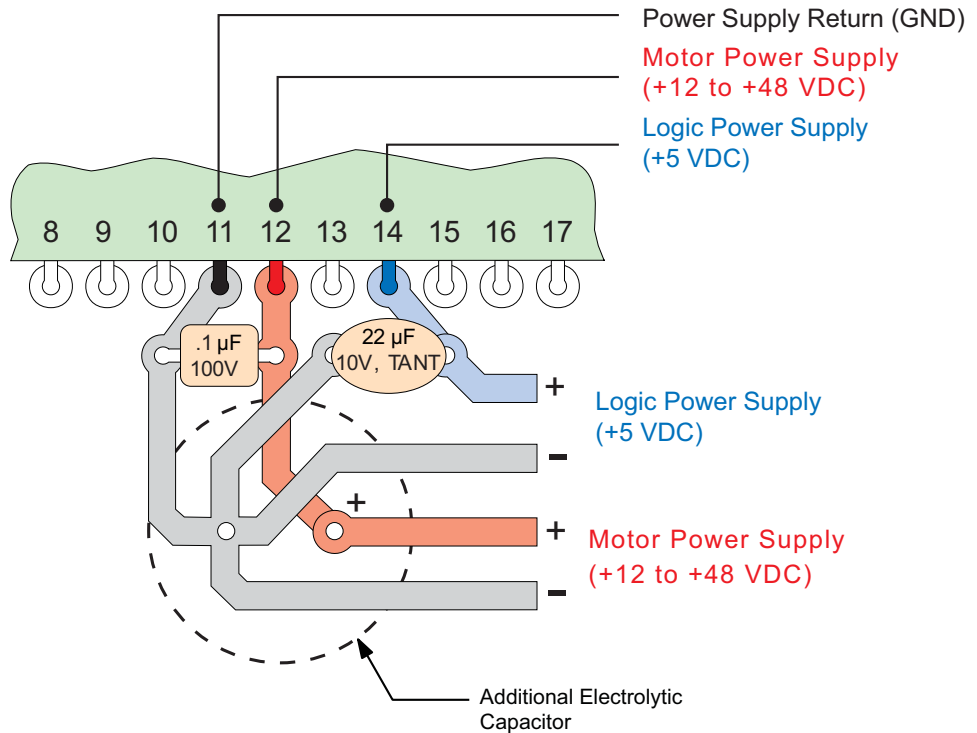 Power Supply Return (GND)
Motor Power Supply
(+12 to +48 VDC)
Logic Power Supply
(+5 VDC)
8 9 10 11 12 13 14 15 16 17
.1 µF
100V
22 µF
10V, TANT
+
Logic Power Supply
(+5 VDC)
-
+
+
Motor Power Supply
(+12 to +48 VDC)
-
Additional Electrolytic
Capacitor